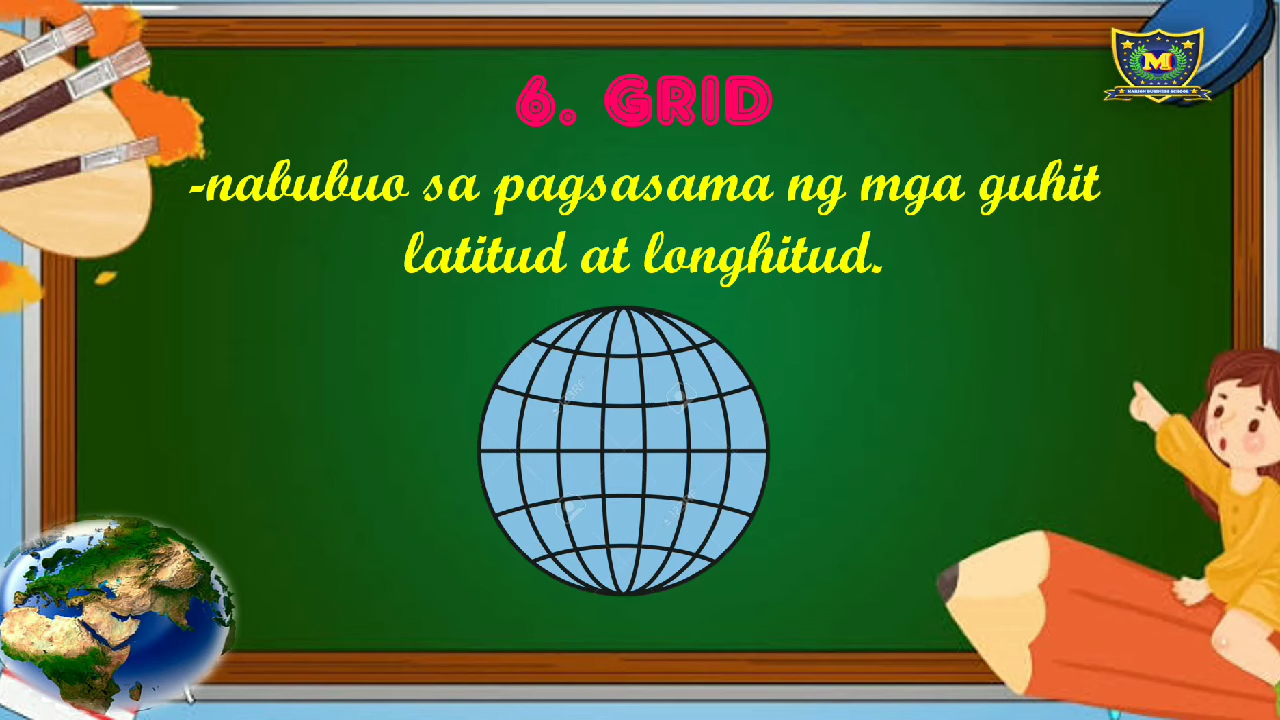 6. GRID
-nabubuo sa pagsasama ng mga guhit
latitud at longhitud.
M